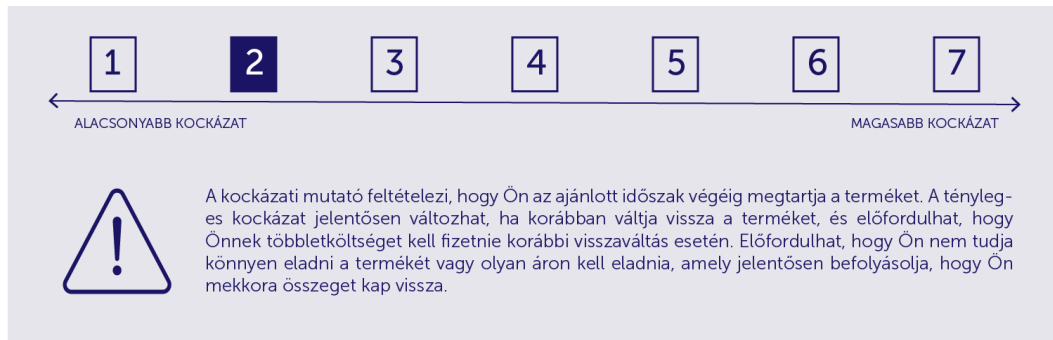 1 2 3 4 5 6 7
ALACSONYABB KOCKÁZAT MAGASABB KOCKÁZAT
A kockázati mutató feltételezi, hogy Ön az ajánlott időszak végéig megtartja a terméket. A tényleg-
es kockázat jelentősen változhat, ha korábban váltja vissza a terméket, és előfordulhat, hogy
Önnek többletköltséget kell fizetnie korábbi visszaváltás esetén. Előfordulhat, hogy Ön nem tudja
könnyen eladni a termékét vagy olyan áron kell eladnia, amely jelentősen befolyásolja, hogy Ön
mekkora összeget kap vissza.